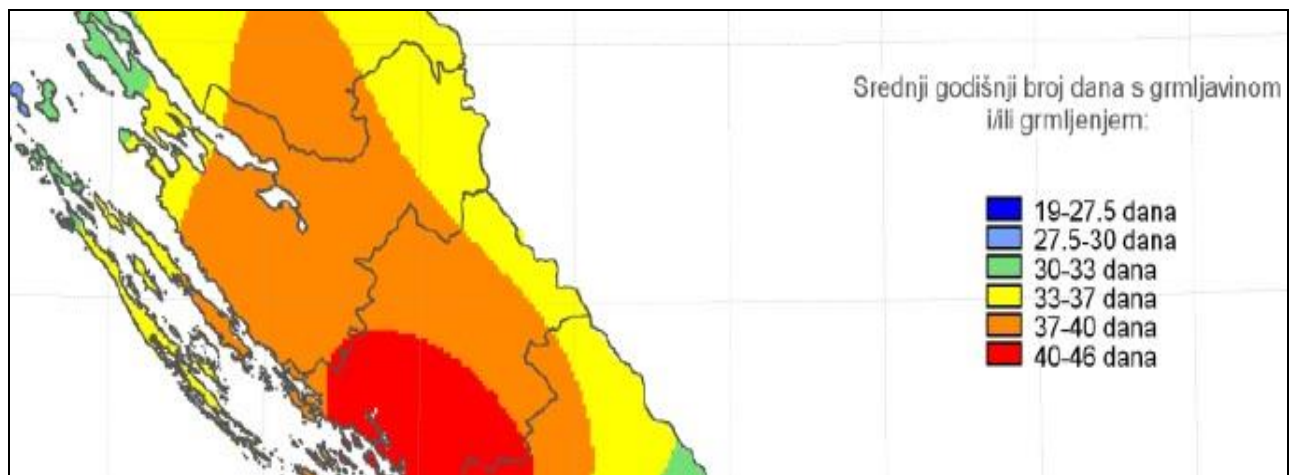 Srednji godišnji broj dana s grmljavinom
i/ili grmljenjem:
19-27.5 dana
27.5-30 dana
30-33 dana
33-37 dana
37-40 dana
40-46 dana